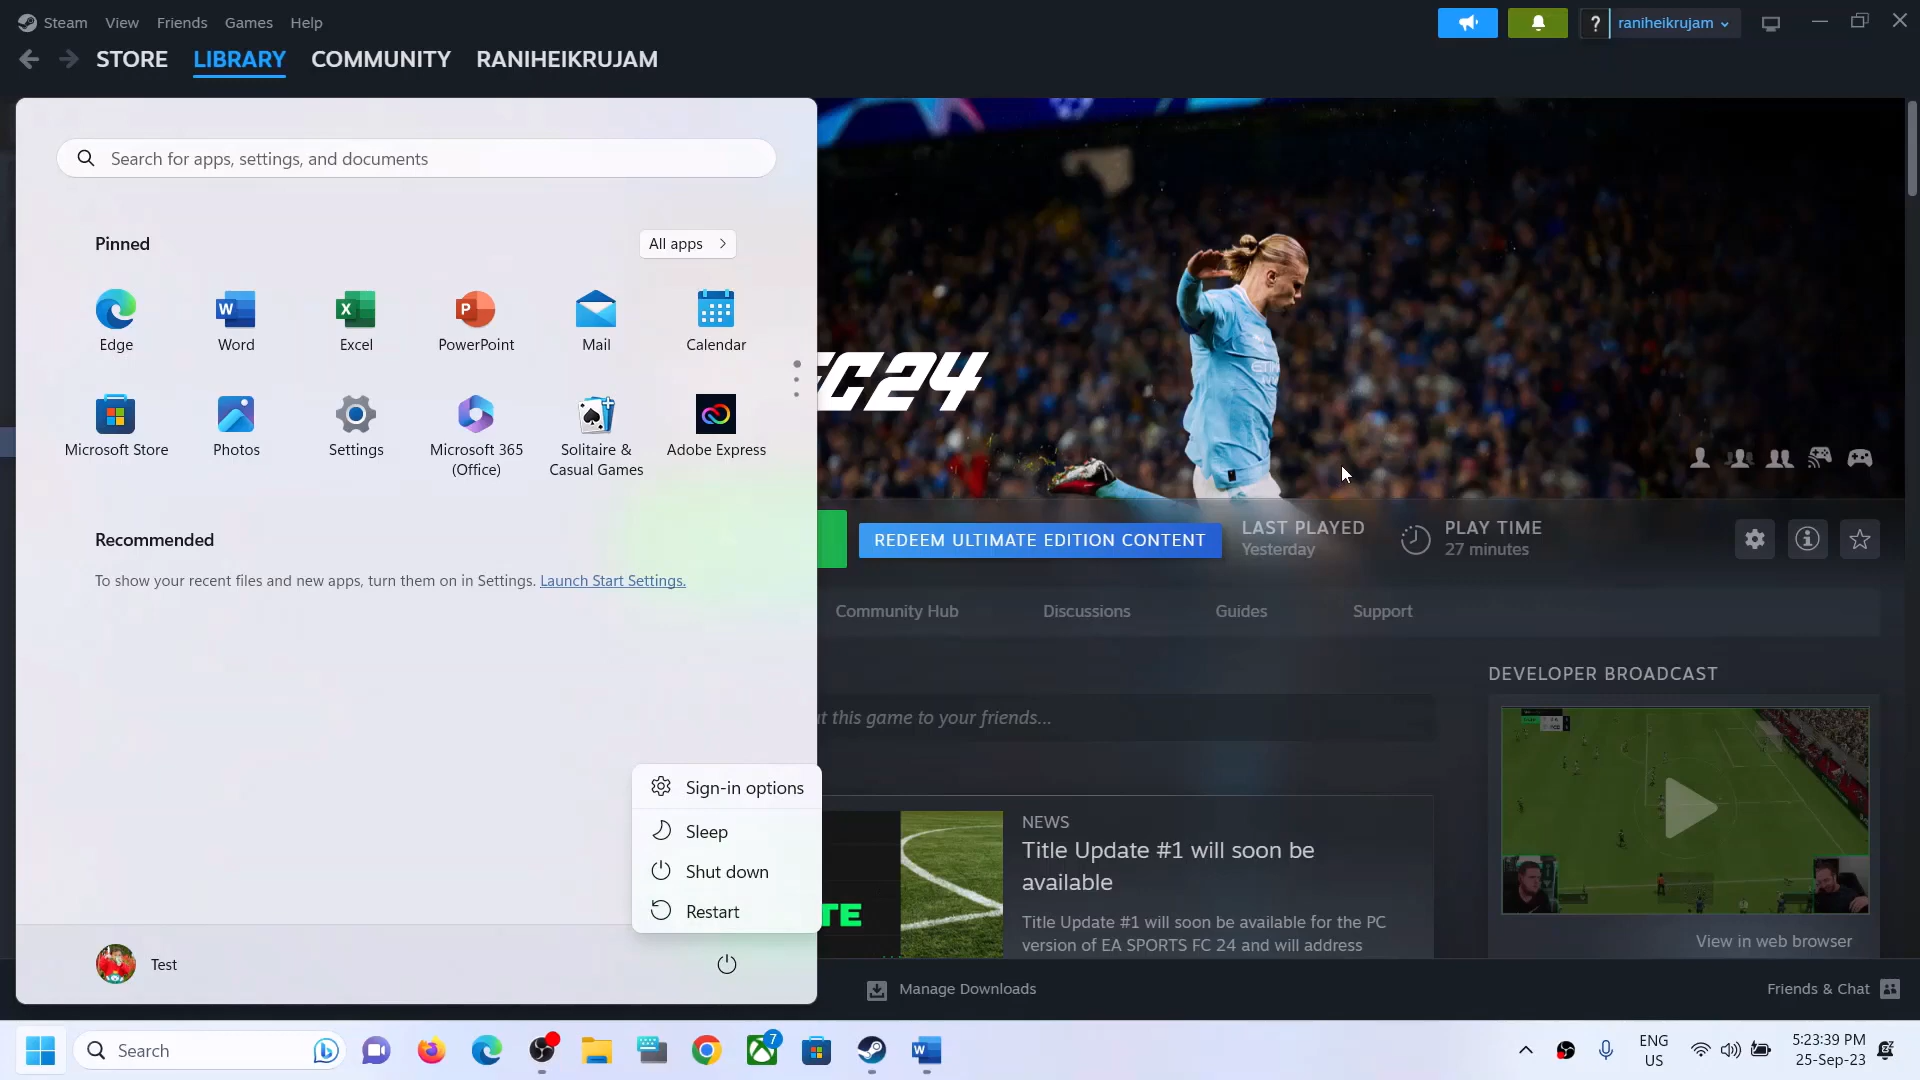 Steam View Friends Games Help
? raniheikrujam
STORE LIBRARY COMMUNITY RANIHEIKRUJAM
Search for apps, settings, and documents
Pinned
All apps
Edge
Word
Excel
PowerPoint
Mail
Calendar
Microsoft Store
Photos
Settings
Microsoft 365
(Office)
Solitaire &
Casual Games
Adobe Express
Recommended
To show your recent files and new apps, turn them on in Settings. Launch Start Settings.
Sign-in options
Sleep
Shut down
Restart
Test
FC24
REDEEM ULTIMATE EDITION CONTENT
LAST PLAYED
Yesterday
PLAY TIME
27 minutes
Community Hub Discussions Guides Support
t this game to your friends...
DEVELOPER BROADCAST
View in web browser
TE
NEWS
Title Update #1 will soon be
available
Title Update #1 will soon be available for the PC
version of EA SPORTS FC 24 and will address
Manage Downloads
Friends & Chat
Search
7
ENG
US
5:23:39 PM
25-Sep-23